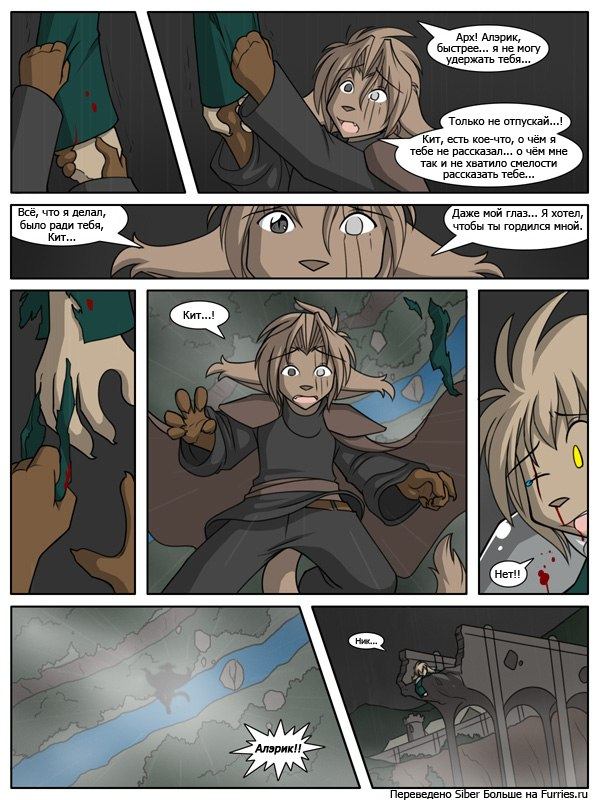 Арх! Алэрик,
быстрее... я не могу
удержать тебя...
Только не отпускай...!
Кит, есть кое-что, о чём я
тебе не рассказал... о чём мне
так и не хватило смелости
рассказать тебе...
Всё, что я делал,
было ради тебя,
Кит...
Даже мой глаз... Я хотел,
чтобы ты гордился мной.
Кит...!
Нет!!
Алэрик!!
Ник...
Переведено Siber Больше на Furries.ru